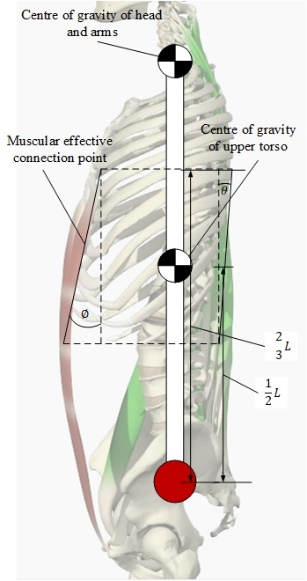 Centre of gravity of head
and arms
Centre of gravity
of upper torso
Muscular effective
connection point
θ
Ø
2/3 L
1/2 L